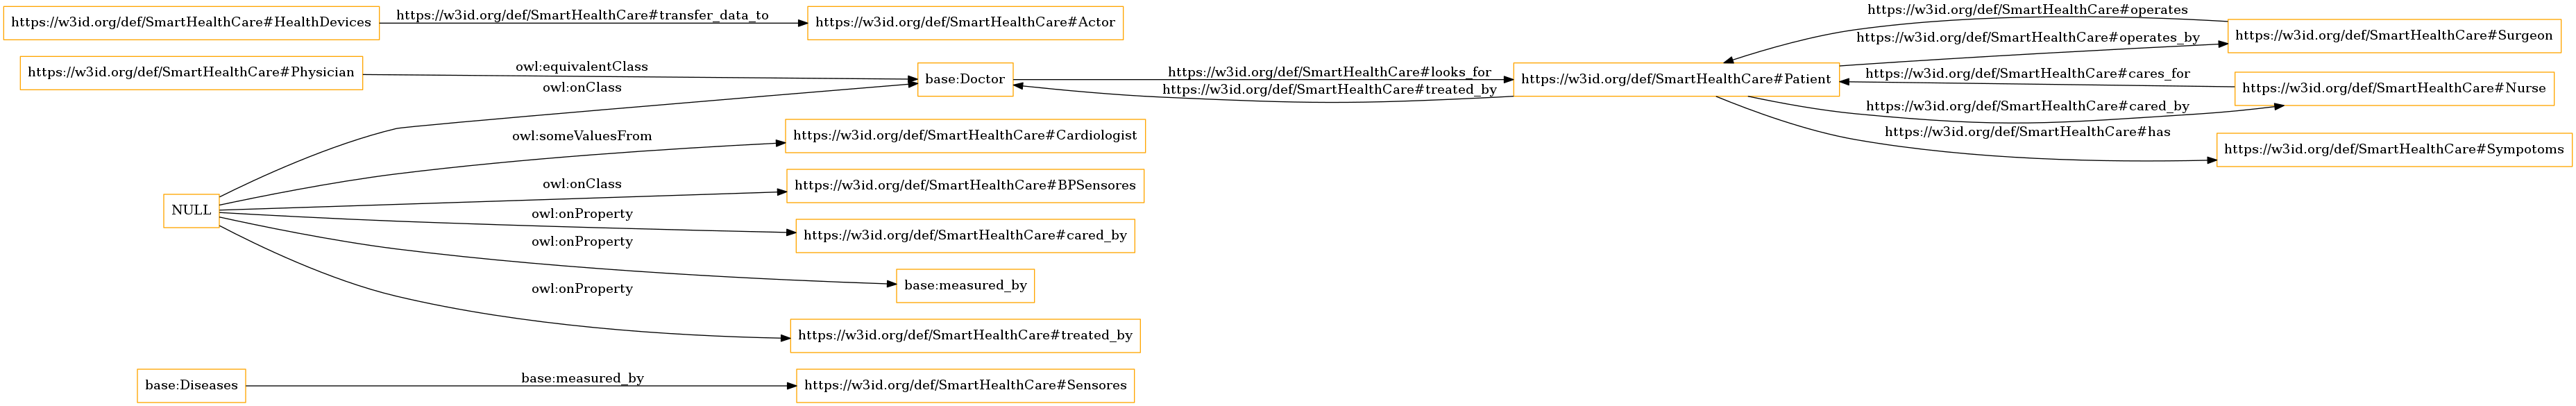 https://w3id.org/def/SmartHealthCare#HealthDevices
https://w3id.org/def/SmartHealthCare#transfer_data_to
https://w3id.org/def/SmartHealthCare#Actor
https://w3id.org/def/SmartHealthCare#Physician
owl:equivalentClass
base:Doctor
owl:onClass
https://w3id.org/def/SmartHealthCare#looks_for
https://w3id.org/def/SmartHealthCare#treated_by
https://w3id.org/def/SmartHealthCare#Patient
https://w3id.org/def/SmartHealthCare#operates
https://w3id.org/def/SmartHealthCare#operates_by
https://w3id.org/def/SmartHealthCare#Surgeon
https://w3id.org/def/SmartHealthCare#cares_for
https://w3id.org/def/SmartHealthCare#Nurse
https://w3id.org/def/SmartHealthCare#cared_by
https://w3id.org/def/SmartHealthCare#has
https://w3id.org/def/SmartHealthCare#Sympotoms
NULL
owl:someValuesFrom
https://w3id.org/def/SmartHealthCare#Cardiologist
owl:onClass
https://w3id.org/def/SmartHealthCare#BPSensores
owl:onProperty
https://w3id.org/def/SmartHealthCare#cared_by
owl:onProperty
base:measured_by
owl:onProperty
https://w3id.org/def/SmartHealthCare#treated_by
base:Diseases
base:measured_by
https://w3id.org/def/SmartHealthCare#Sensores